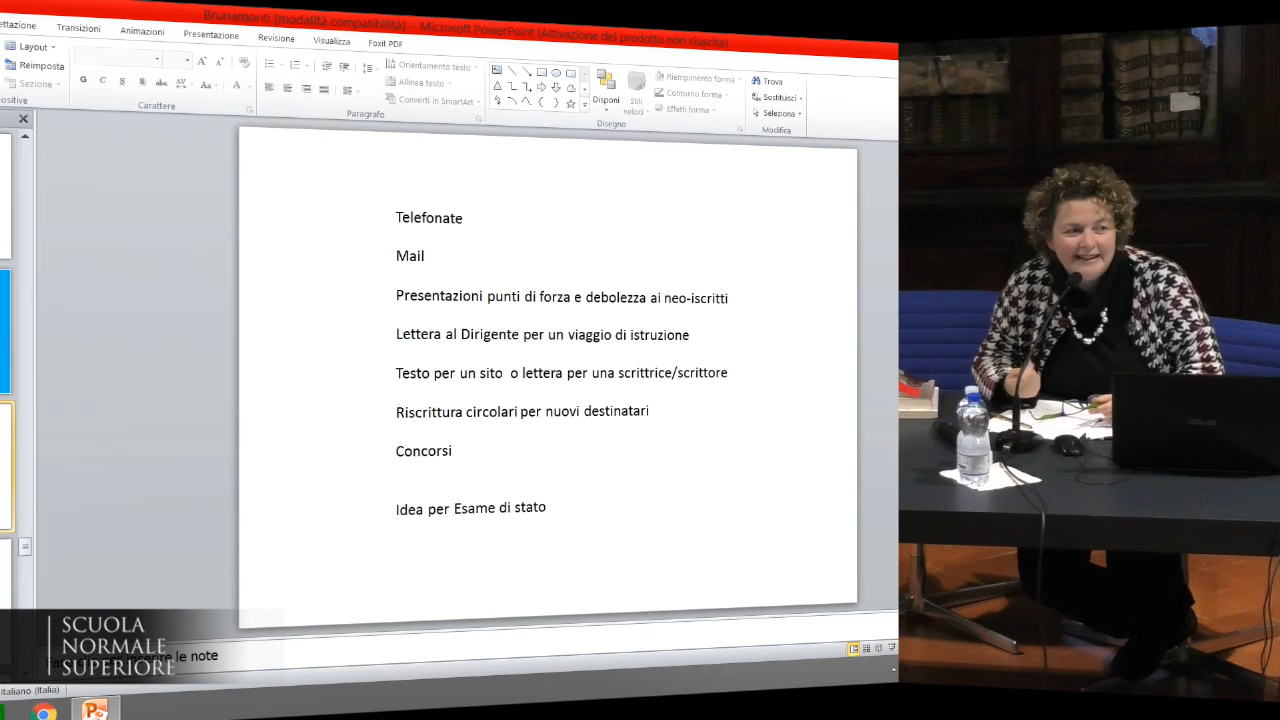 Brunamonti [modalità compatibilità] - Microsoft PowerPoint (Attivazione del prodotto non riuscita)
Transizioni Animazioni Presentazione Revisione Visualizza Foxit PDF
Layout
Reimposta
Sezione
Carattere
Orientamento testo
Allinea testo
Converti in SmartArt
Paragrafo
Disponi
Stili veloci
Riempimento forma
Contorno forma
Effetti forma
Disegno
Trova
Sostituisci
Seleziona
Modifica
Telefonate
Mail
Presentazioni punti di forza e debolezza ai neo-iscritti
Lettera al Dirigente per un viaggio di istruzione
Testo per un sito o lettera per una scrittrice/scrittore
Riscrittura circolari per nuovi destinatari
Concorsi
Idea per Esame di stato
SCUOLA
NORMALE
SUPERIORE
le note
Italiano (Italia)
ASUS